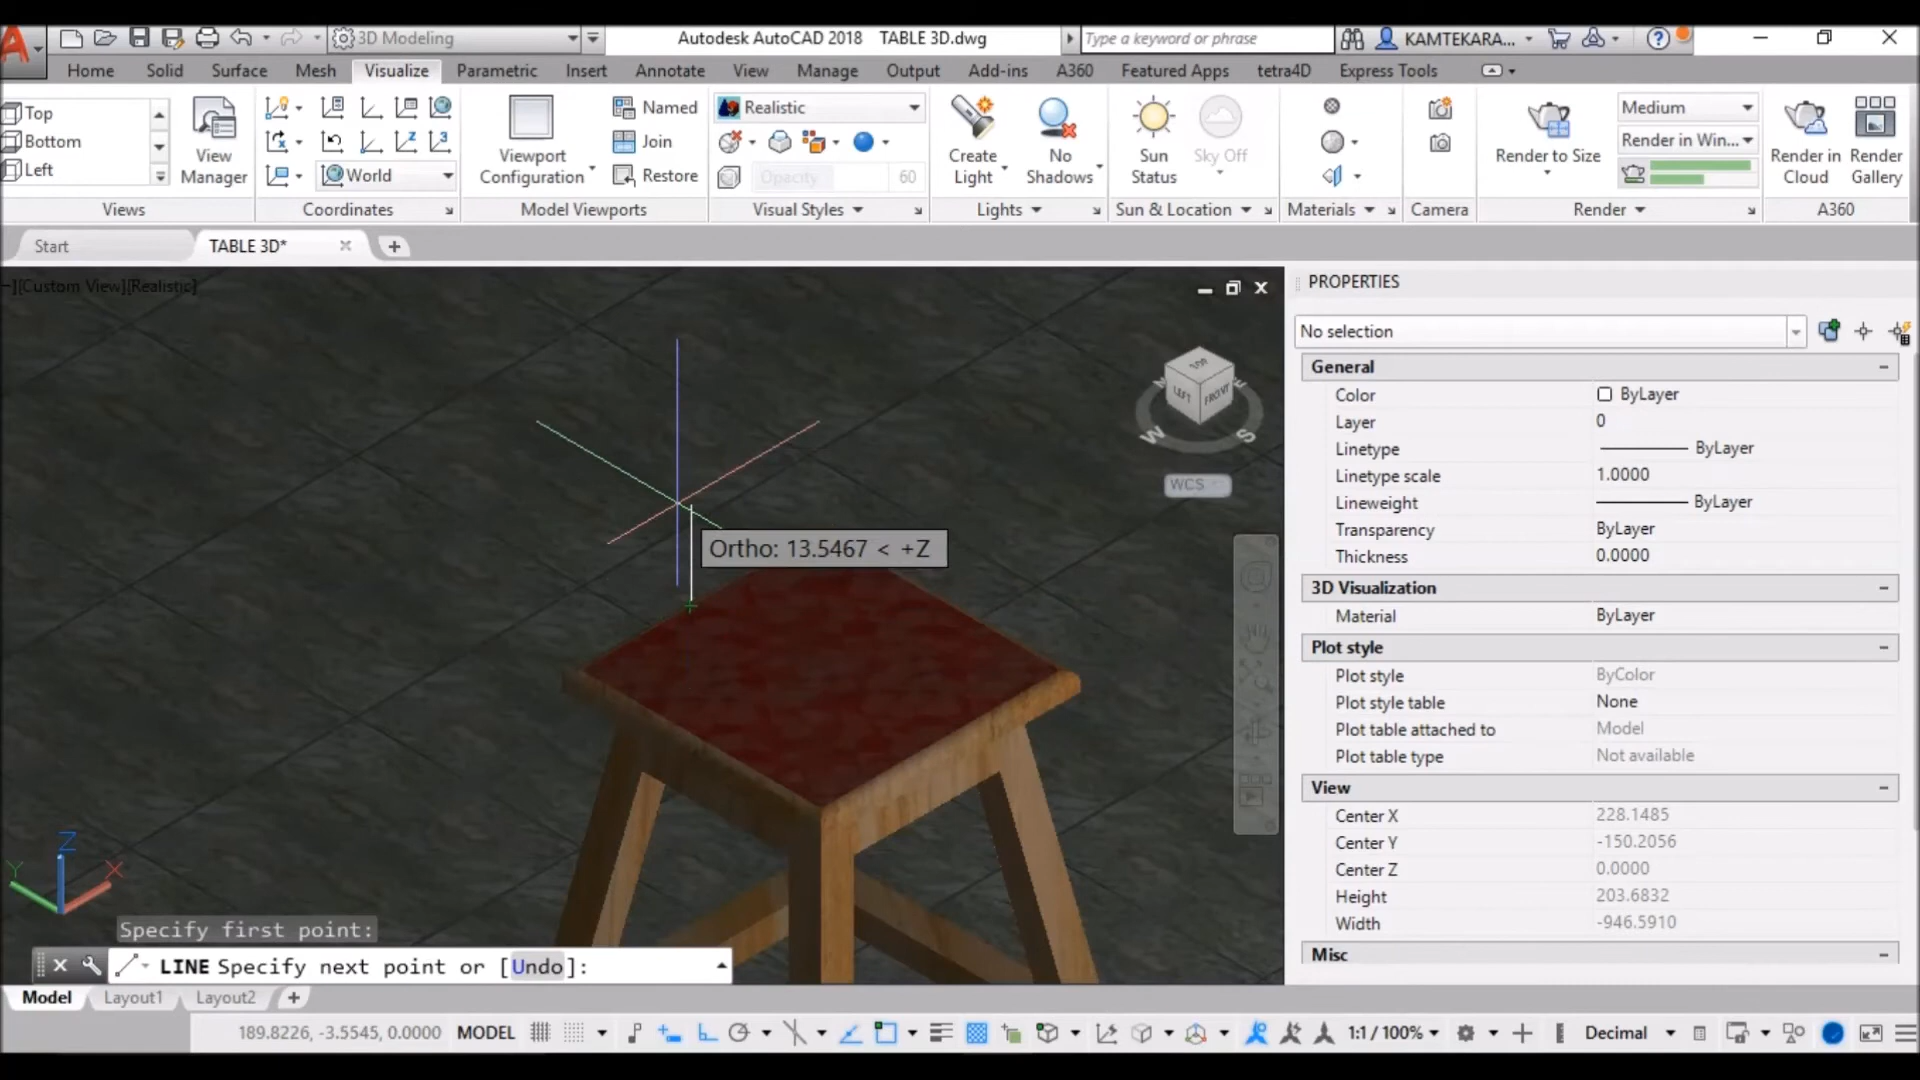 3D Modeling
Autodesk AutoCAD 2018 TABLE 3D.dwg
Type a keyword or phrase
KAMTEKARA...
Home Solid Surface Mesh Visualize Parametric Insert Annotate View Manage Output Add-ins A360 Featured Apps tetra4D Express Tools
Top
Bottom
Left
View
Manager
World
Viewport
Configuration
Named
Join
Restore
Realistic
Opacity 60
Create
Light
No
Shadows
Sun
Status
Sky Off
Render to Size
Medium
Render in Win...
Render in
Cloud
Render
Gallery
Views Coordinates Model Viewports Visual Styles Lights Sun & Location Materials Camera Render A360
Start TABLE 3D*
[Custom View][Realistic]
TOP
LEFT FRONT
W S
WCS
Ortho: 13.5467 < +Z
Z
Y X
Specify first point:
LINE Specify next point or [Undo]:
PROPERTIES
No selection
General
Color ByLayer
Layer 0
Linetype ByLayer
Linetype scale 1.0000
Lineweight ByLayer
Transparency ByLayer
Thickness 0.0000
3D Visualization
Material ByLayer
Plot style
Plot style ByColor
Plot style table None
Plot table attached to Model
Plot table type Not available
View
Center X 228.1485
Center Y -150.2056
Center Z 0.0000
Height 203.6832
Width -946.5910
Misc
Model Layout1 Layout2
189.8226, -3.5545, 0.0000 MODEL 1:1 / 100% Decimal